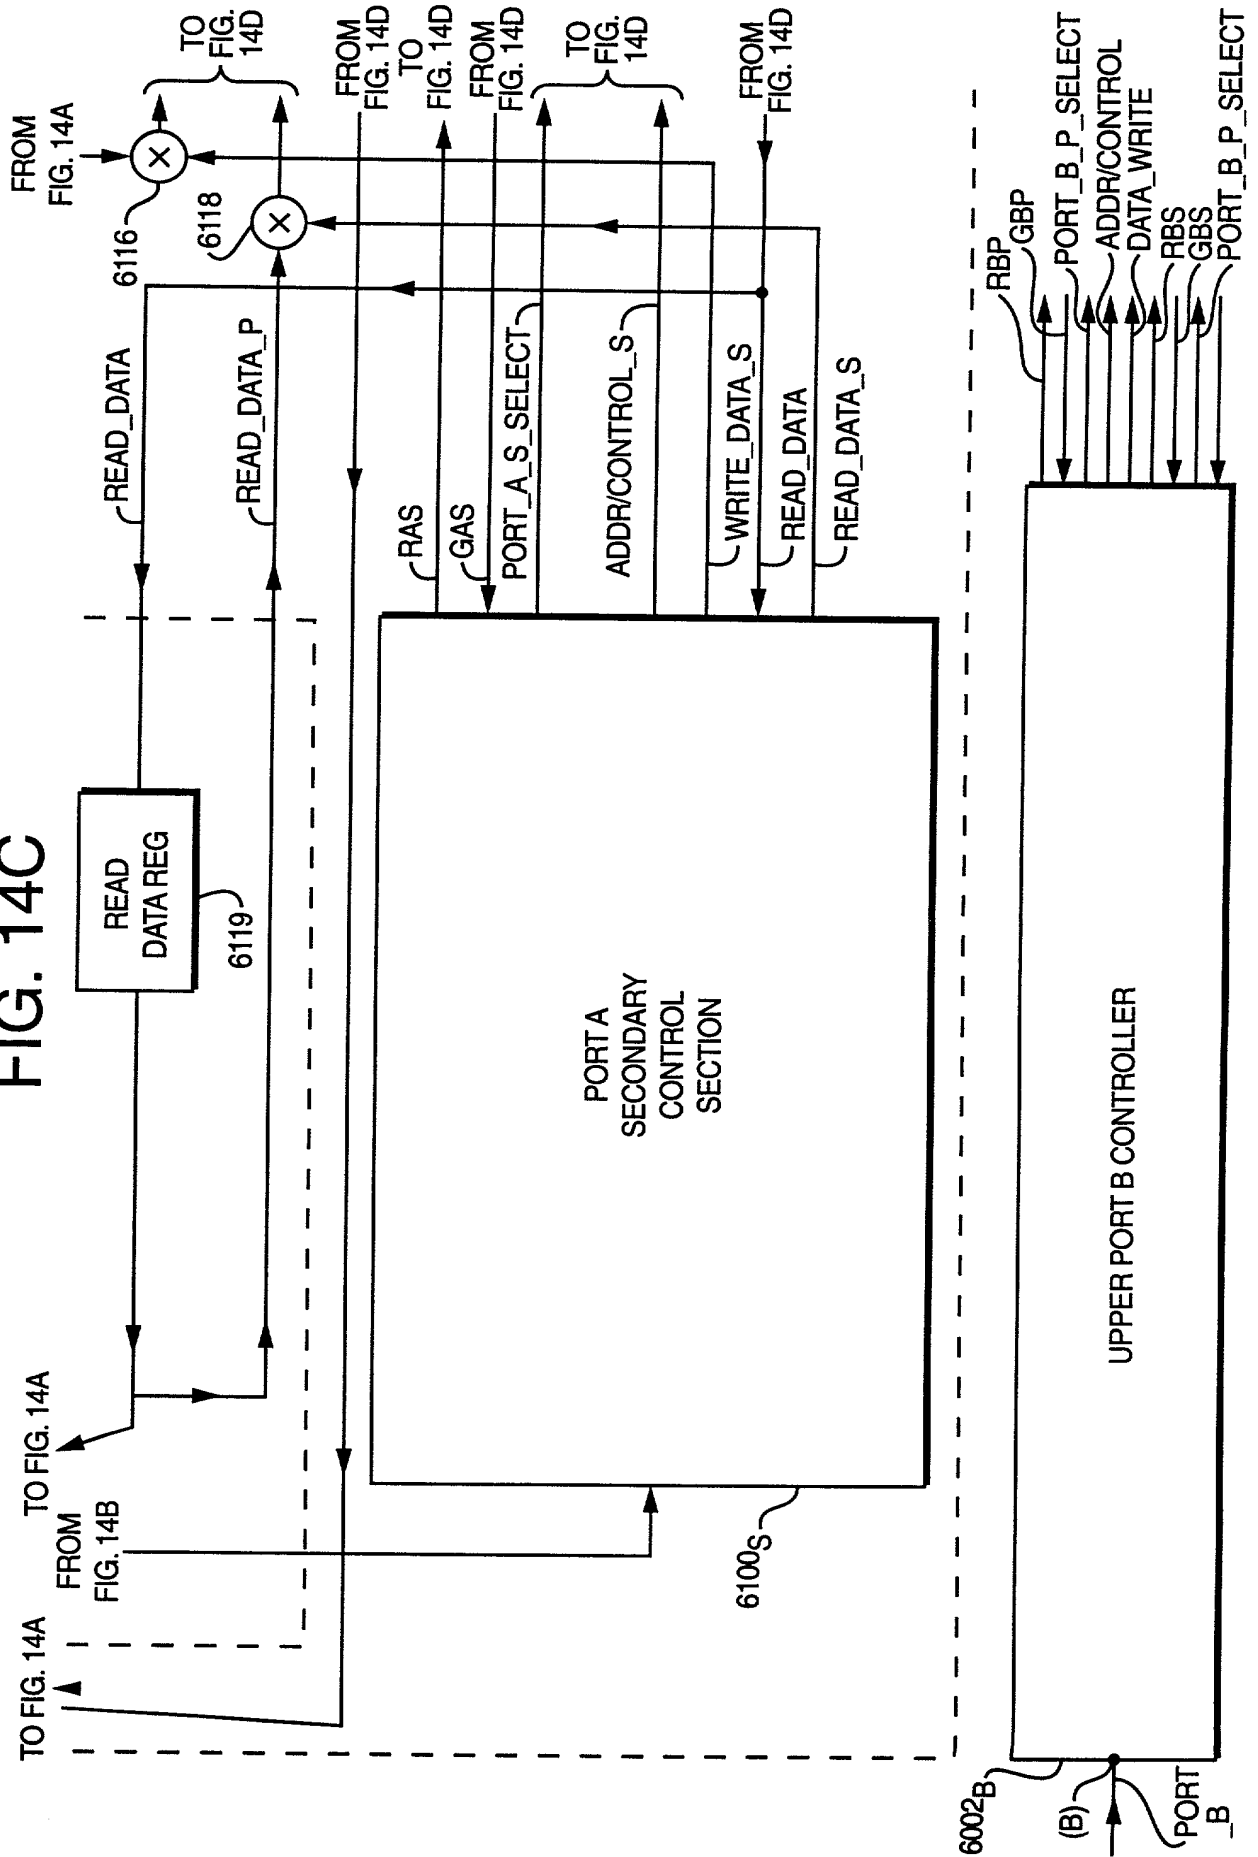 FIG. 14C
TO FIG. 14A
FROM
FIG. 14B
TO FIG. 14A
READ
DATA REG
6119
READ_DATA
READ_DATA_P
6116
6118
×
×
FROM
FIG. 14A
TO
FIG.
14D
FROM
FIG. 14D
TO
FIG. 14D
FROM
FIG. 14D
TO
FIG.
14D
FROM
FIG. 14D
PORT A
SECONDARY
CONTROL
SECTION
6100S
RAS
GAS
PORT_A_S_SELECT
ADDR/CONTROL_S
WRITE_DATA_S
READ_DATA
READ_DATA_S
6002B
(B)
PORT
_B
UPPER PORT B CONTROLLER
RBP
GBP
PORT_B_P_SELECT
ADDR/CONTROL
DATA_WRITE
RBS
GBS
PORT_B_P_SELECT